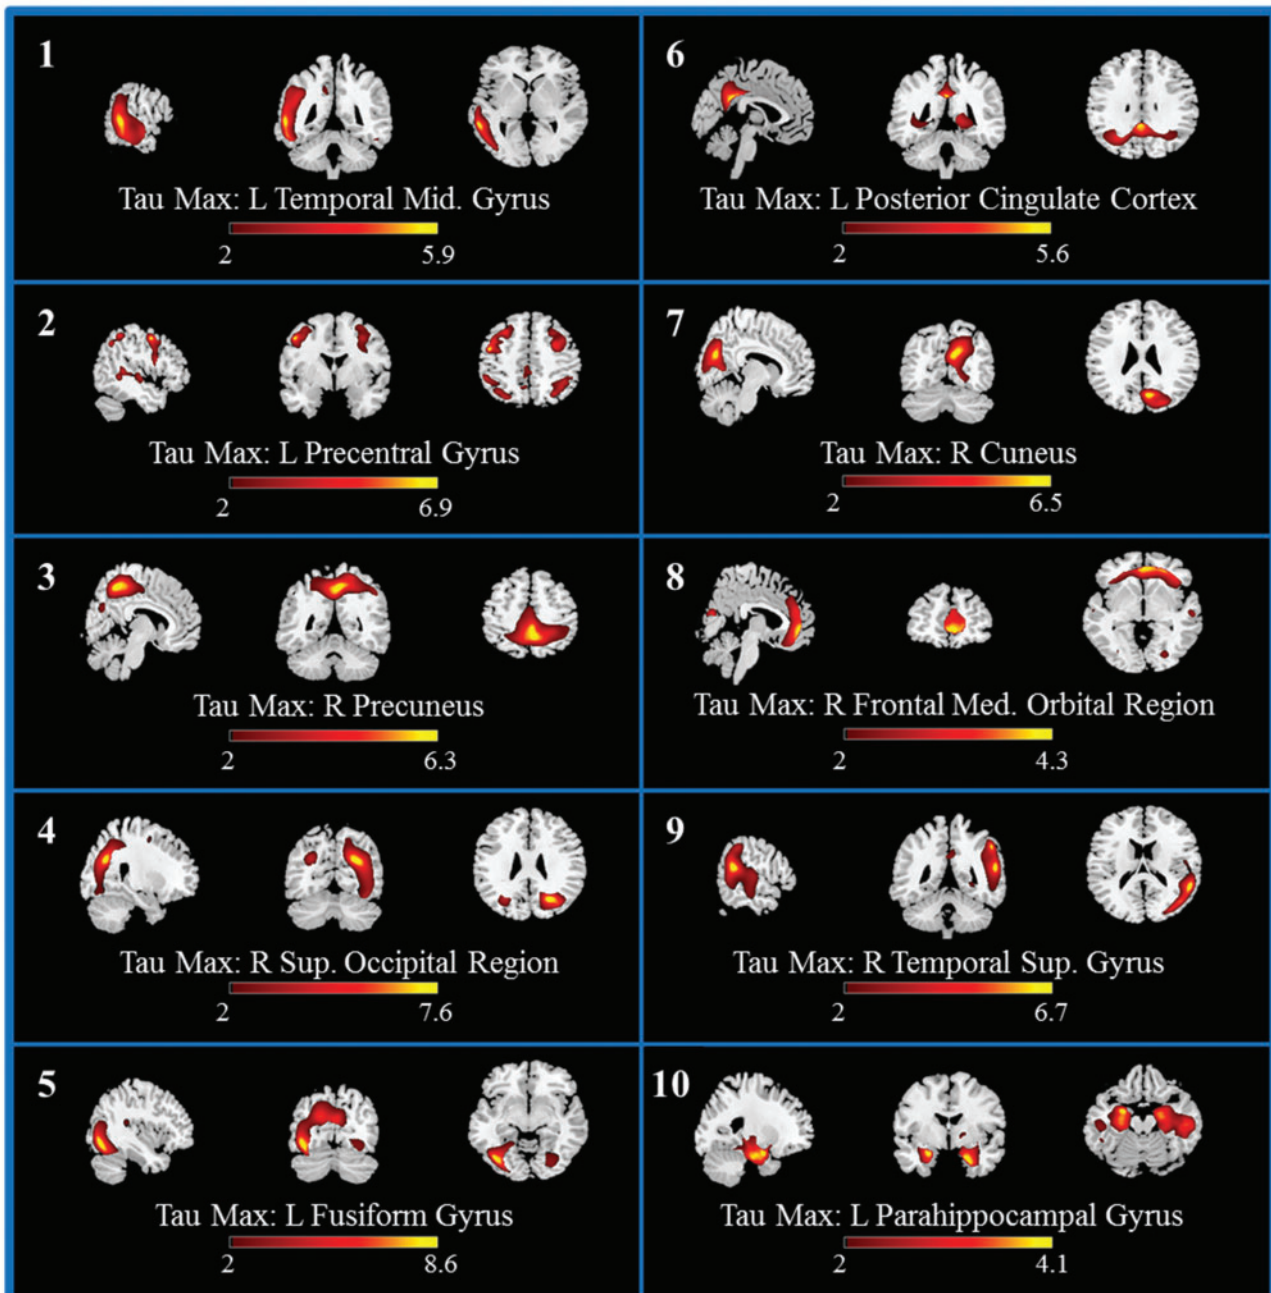 1
Tau Max: L Temporal Mid. Gyrus
2 5.9
2
Tau Max: L Precentral Gyrus
2 6.9
3
Tau Max: R Precuneus
2 6.3
4
Tau Max: R Sup. Occipital Region
2 7.6
5
Tau Max: L Fusiform Gyrus
2 8.6
6
Tau Max: L Posterior Cingulate Cortex
2 5.6
7
Tau Max: R Cuneus
2 6.5
8
Tau Max: R Frontal Med. Orbital Region
2 4.3
9
Tau Max: R Temporal Sup. Gyrus
2 6.7
10
Tau Max: L Parahippocampal Gyrus
2 4.1